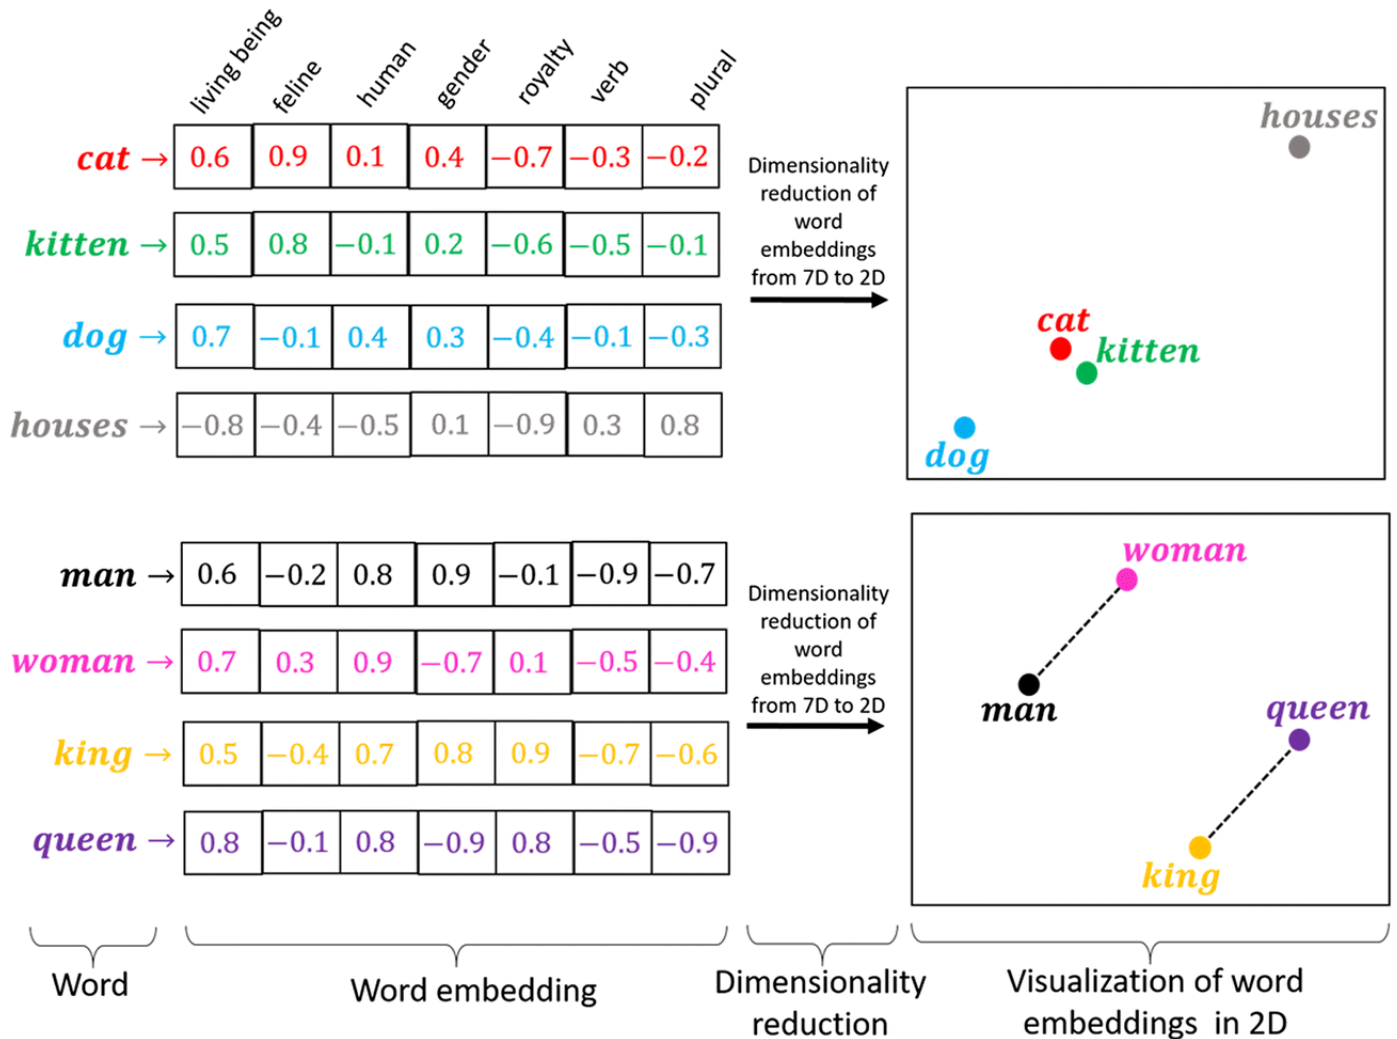 living being feline human gender royalty verb plural
cat → 0.6 0.9 0.1 0.4 −0.7 −0.3 −0.2
kitten → 0.5 0.8 −0.1 0.2 −0.6 −0.5 −0.1
dog → 0.7 −0.1 0.4 0.3 −0.4 −0.1 −0.3
houses → −0.8 −0.4 −0.5 0.1 −0.9 0.3 0.8
Dimensionality
reduction of
word
embeddings
from 7D to 2D
houses
cat
kitten
dog
man → 0.6 −0.2 0.8 0.9 −0.1 −0.9 −0.7
woman → 0.7 0.3 0.9 −0.7 0.1 −0.5 −0.4
king → 0.5 −0.4 0.7 0.8 0.9 −0.7 −0.6
queen → 0.8 −0.1 0.8 −0.9 0.8 −0.5 −0.9
Dimensionality
reduction of
word
embeddings
from 7D to 2D
woman
man
queen
king
Word
Word embedding
Dimensionality
reduction
Visualization of word
embeddings in 2D